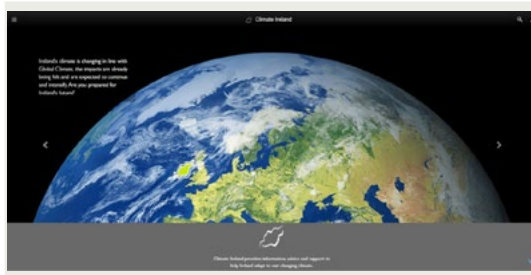 Climate Ireland
Ireland's climate is changing in line with
Global Climate, the impacts are already
being felt and are expected to continue
and intensify. Are you prepared for
Ireland's future?
Climate Ireland provides information, advice and support to
help Ireland adapt to our changing climate.